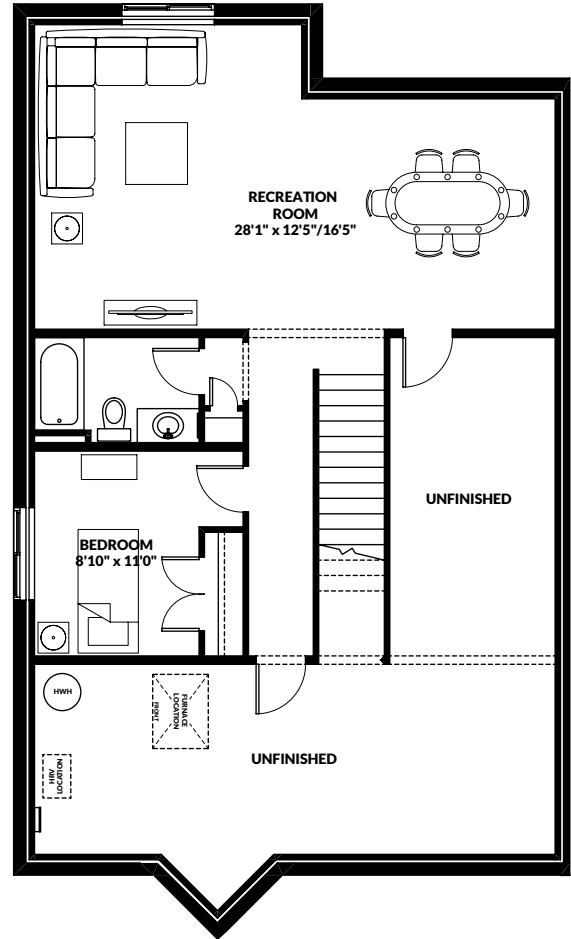 RECREATION
ROOM
28'1" x 12'5"/16'5"
UNFINISHED
BEDROOM
8'10" x 11'0"
HWH
FURNACE
LOCATION
FRONT
HRV
LOCATION
UNFINISHED